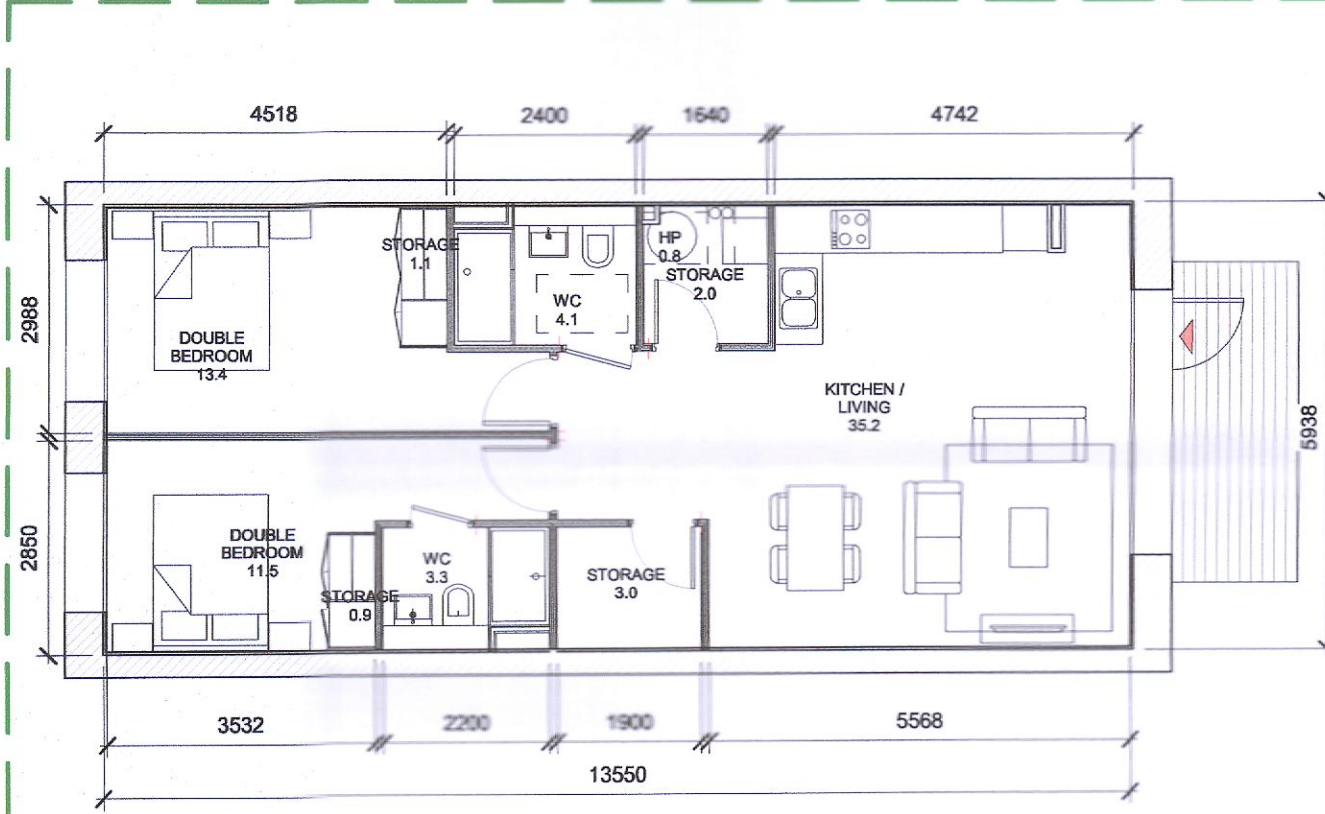 4518
2400
1640
4742
STORAGE
1.1
HP
0.8
STORAGE
2.0
WC
4.1
2988
DOUBLE
BEDROOM
13.4
KITCHEN /
LIVING
35.2
5938
2850
DOUBLE
BEDROOM
11.5
WC
3.3
STORAGE
3.0
STORAGE
0.9
3532
2200
1900
5568
13550